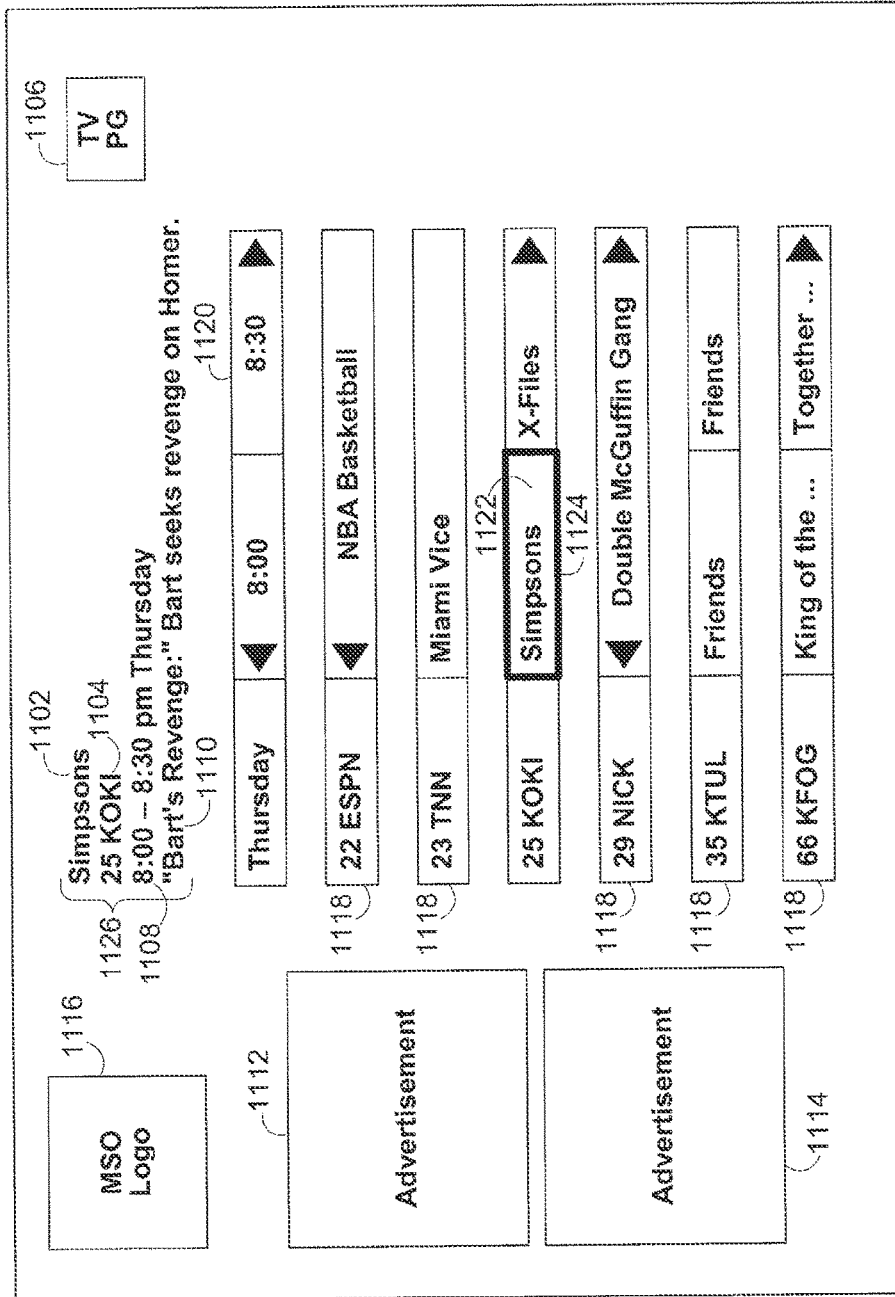 1116
MSO
Logo
1102
Simpsons
25 KOKI
1104
8:00 – 8:30 pm Thursday
"Bart's Revenge:" Bart seeks revenge on Homer.
1126
1108
1110
1106
TV
PG
1120
Thursday 8:00 8:30
1118
22 ESPN NBA Basketball
1118
23 TNN Miami Vice
1122
25 KOKI Simpsons X-Files
1124
1118
29 NICK Double McGuffin Gang
1118
35 KTUL Friends Friends
1118
66 KFOG King of the ... Together ...
1112
Advertisement
Advertisement
1114